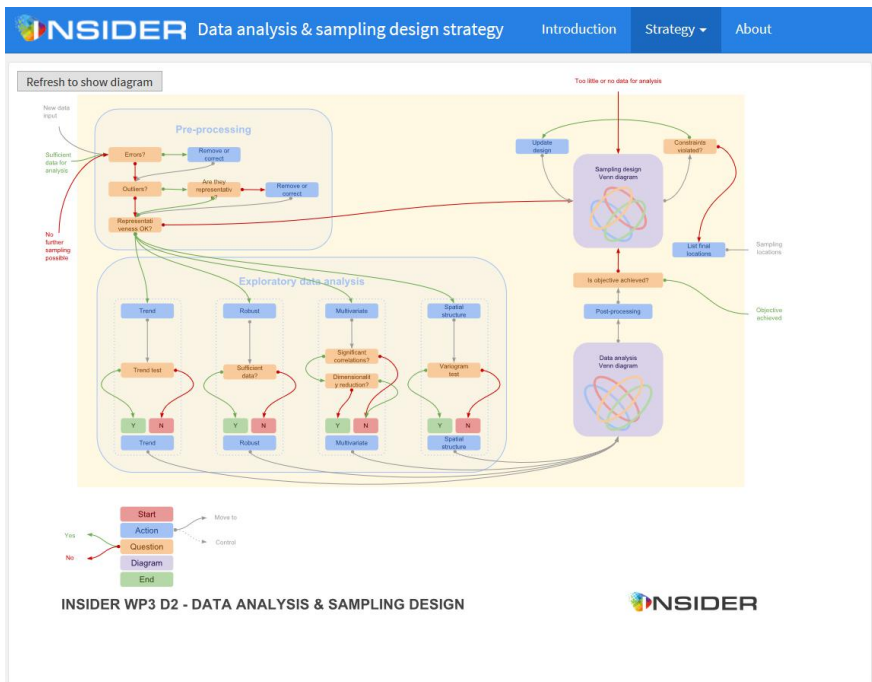 INSIDER Data analysis & sampling design strategy Introduction Strategy About
Refresh to show diagram
Too little or no data for analysis
New data
input
Sufficient
data for
analysis
No
further
sampling
possible
Pre-processing
Errors?
Remove or
correct
Outliers?
Are they
representativ
e?
Remove or
correct
Representati
veness OK?
Update
design
Constraints
violated?
Sampling design
Venn diagram
List final
locations
Sampling
locations
Is objective achieved?
Objective
achieved
Post-processing
Data analysis
Venn diagram
Exploratory data analysis
Trend
Robust
Multivariate
Spatial
structure
Trend test
Sufficient
data?
Significant
correlations?
Dimensionalit
y reduction?
Variogram
test
Y N Y N Y N Y N
Trend
Robust
Multivariate
Spatial
structure
Start
Action
Question
Diagram
End
Yes
No
Move to
Control
INSIDER WP3 D2 - DATA ANALYSIS & SAMPLING DESIGN
INSIDER